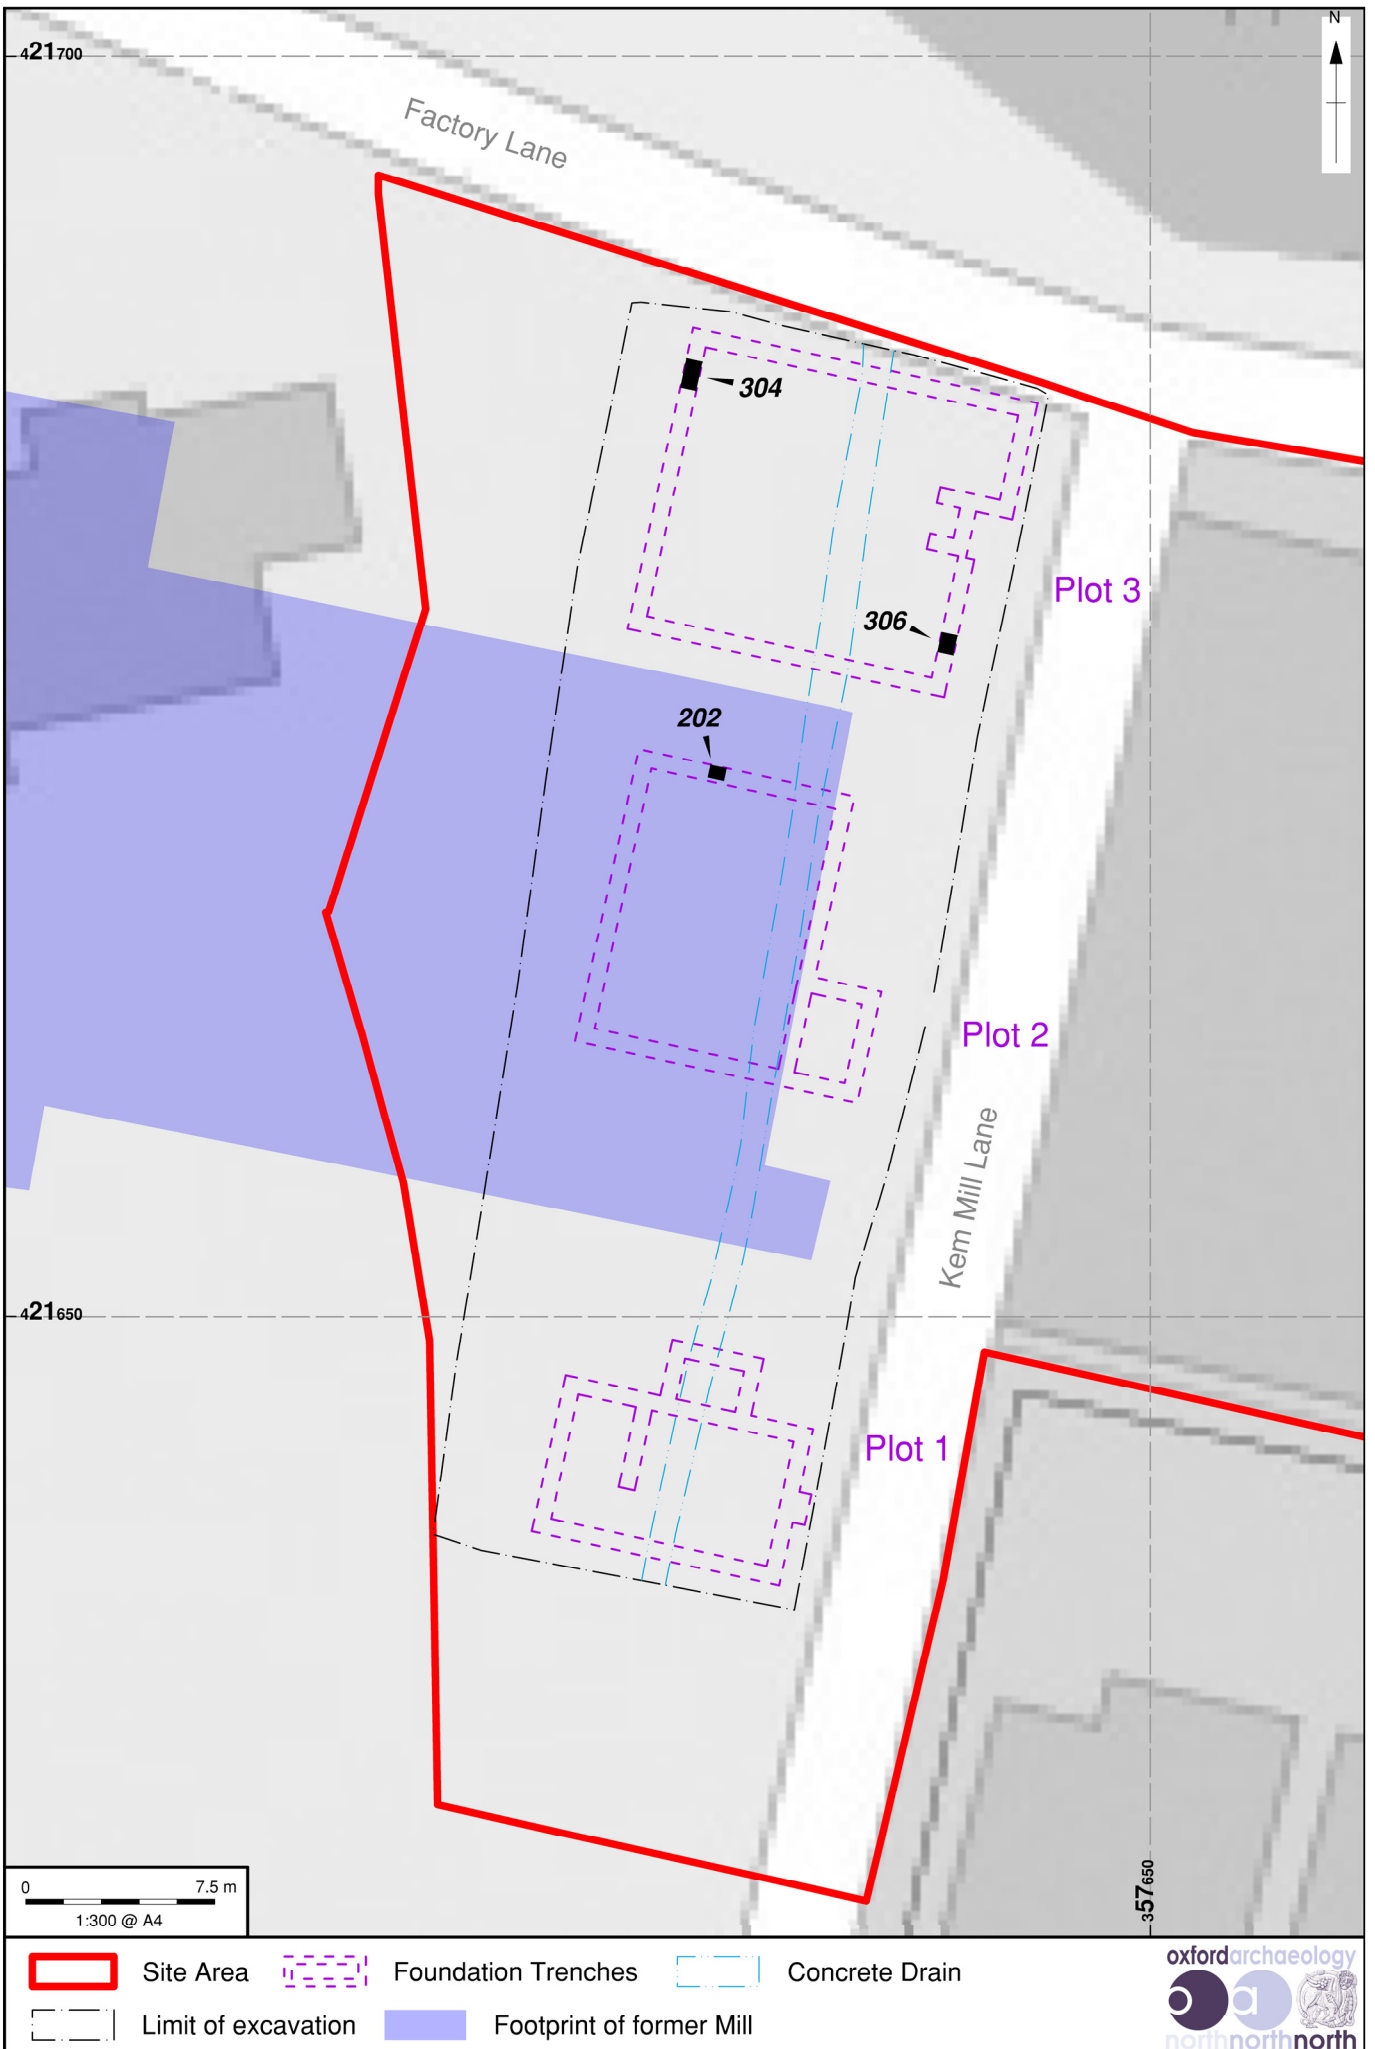 N
421700
Factory Lane
304
Plot 3
306
202
Plot 2
Kem Mill Lane
421650
Plot 1
357650
0 7.5 m
1:300 @ A4
Site Area Foundation Trenches Concrete Drain
Limit of excavation Footprint of former Mill
oxfordarchaeology
oa
northnorthnorth